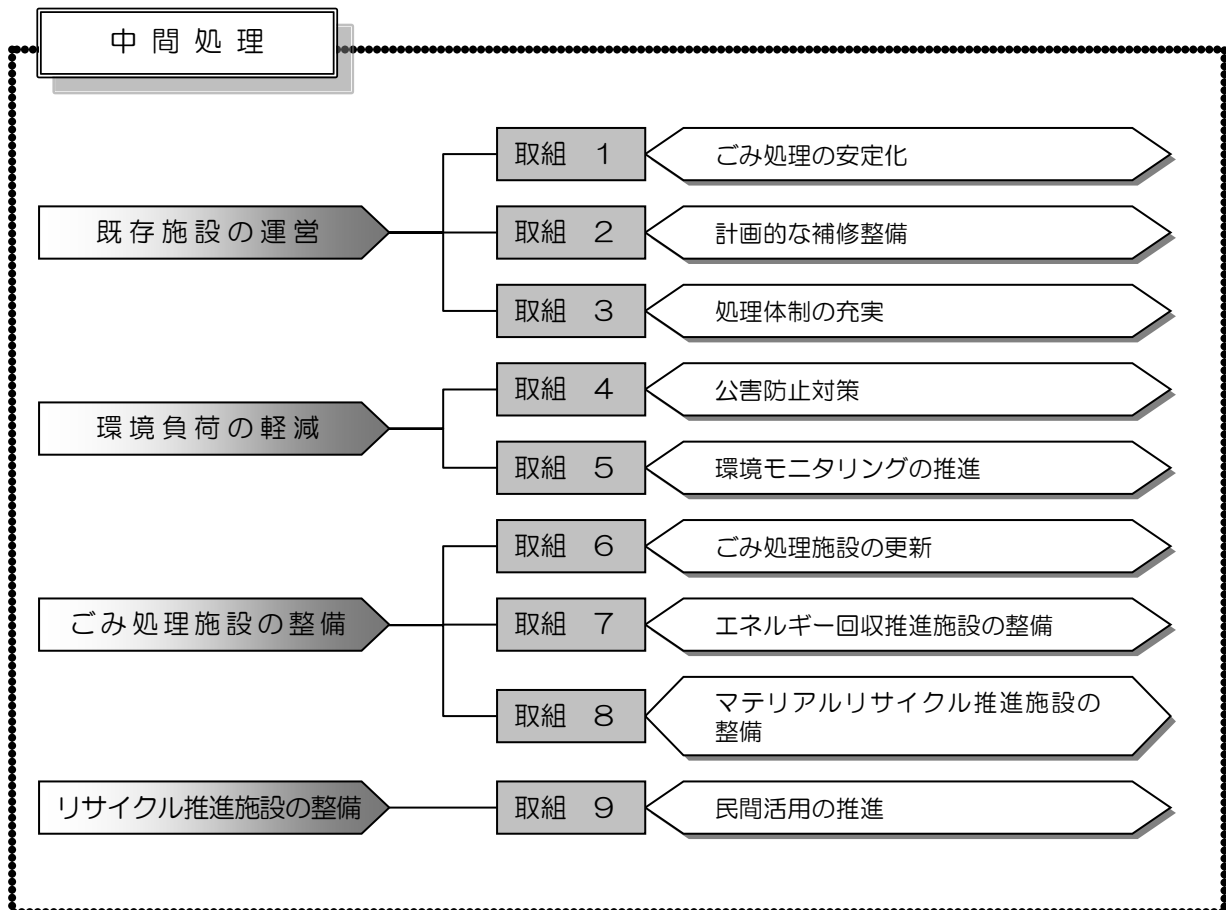 中間処理
取組 1
ごみ処理の安定化
既存施設の運営
取組 2
計画的な補修整備
取組 3
処理体制の充実
取組 4
公害防止対策
環境負荷の軽減
取組 5
環境モニタリングの推進
取組 6
ごみ処理施設の更新
ごみ処理施設の整備
取組 7
エネルギー回収推進施設の整備
取組 8
マテリアルリサイクル推進施設の
整備
リサイクル推進施設の整備
取組 9
民間活用の推進